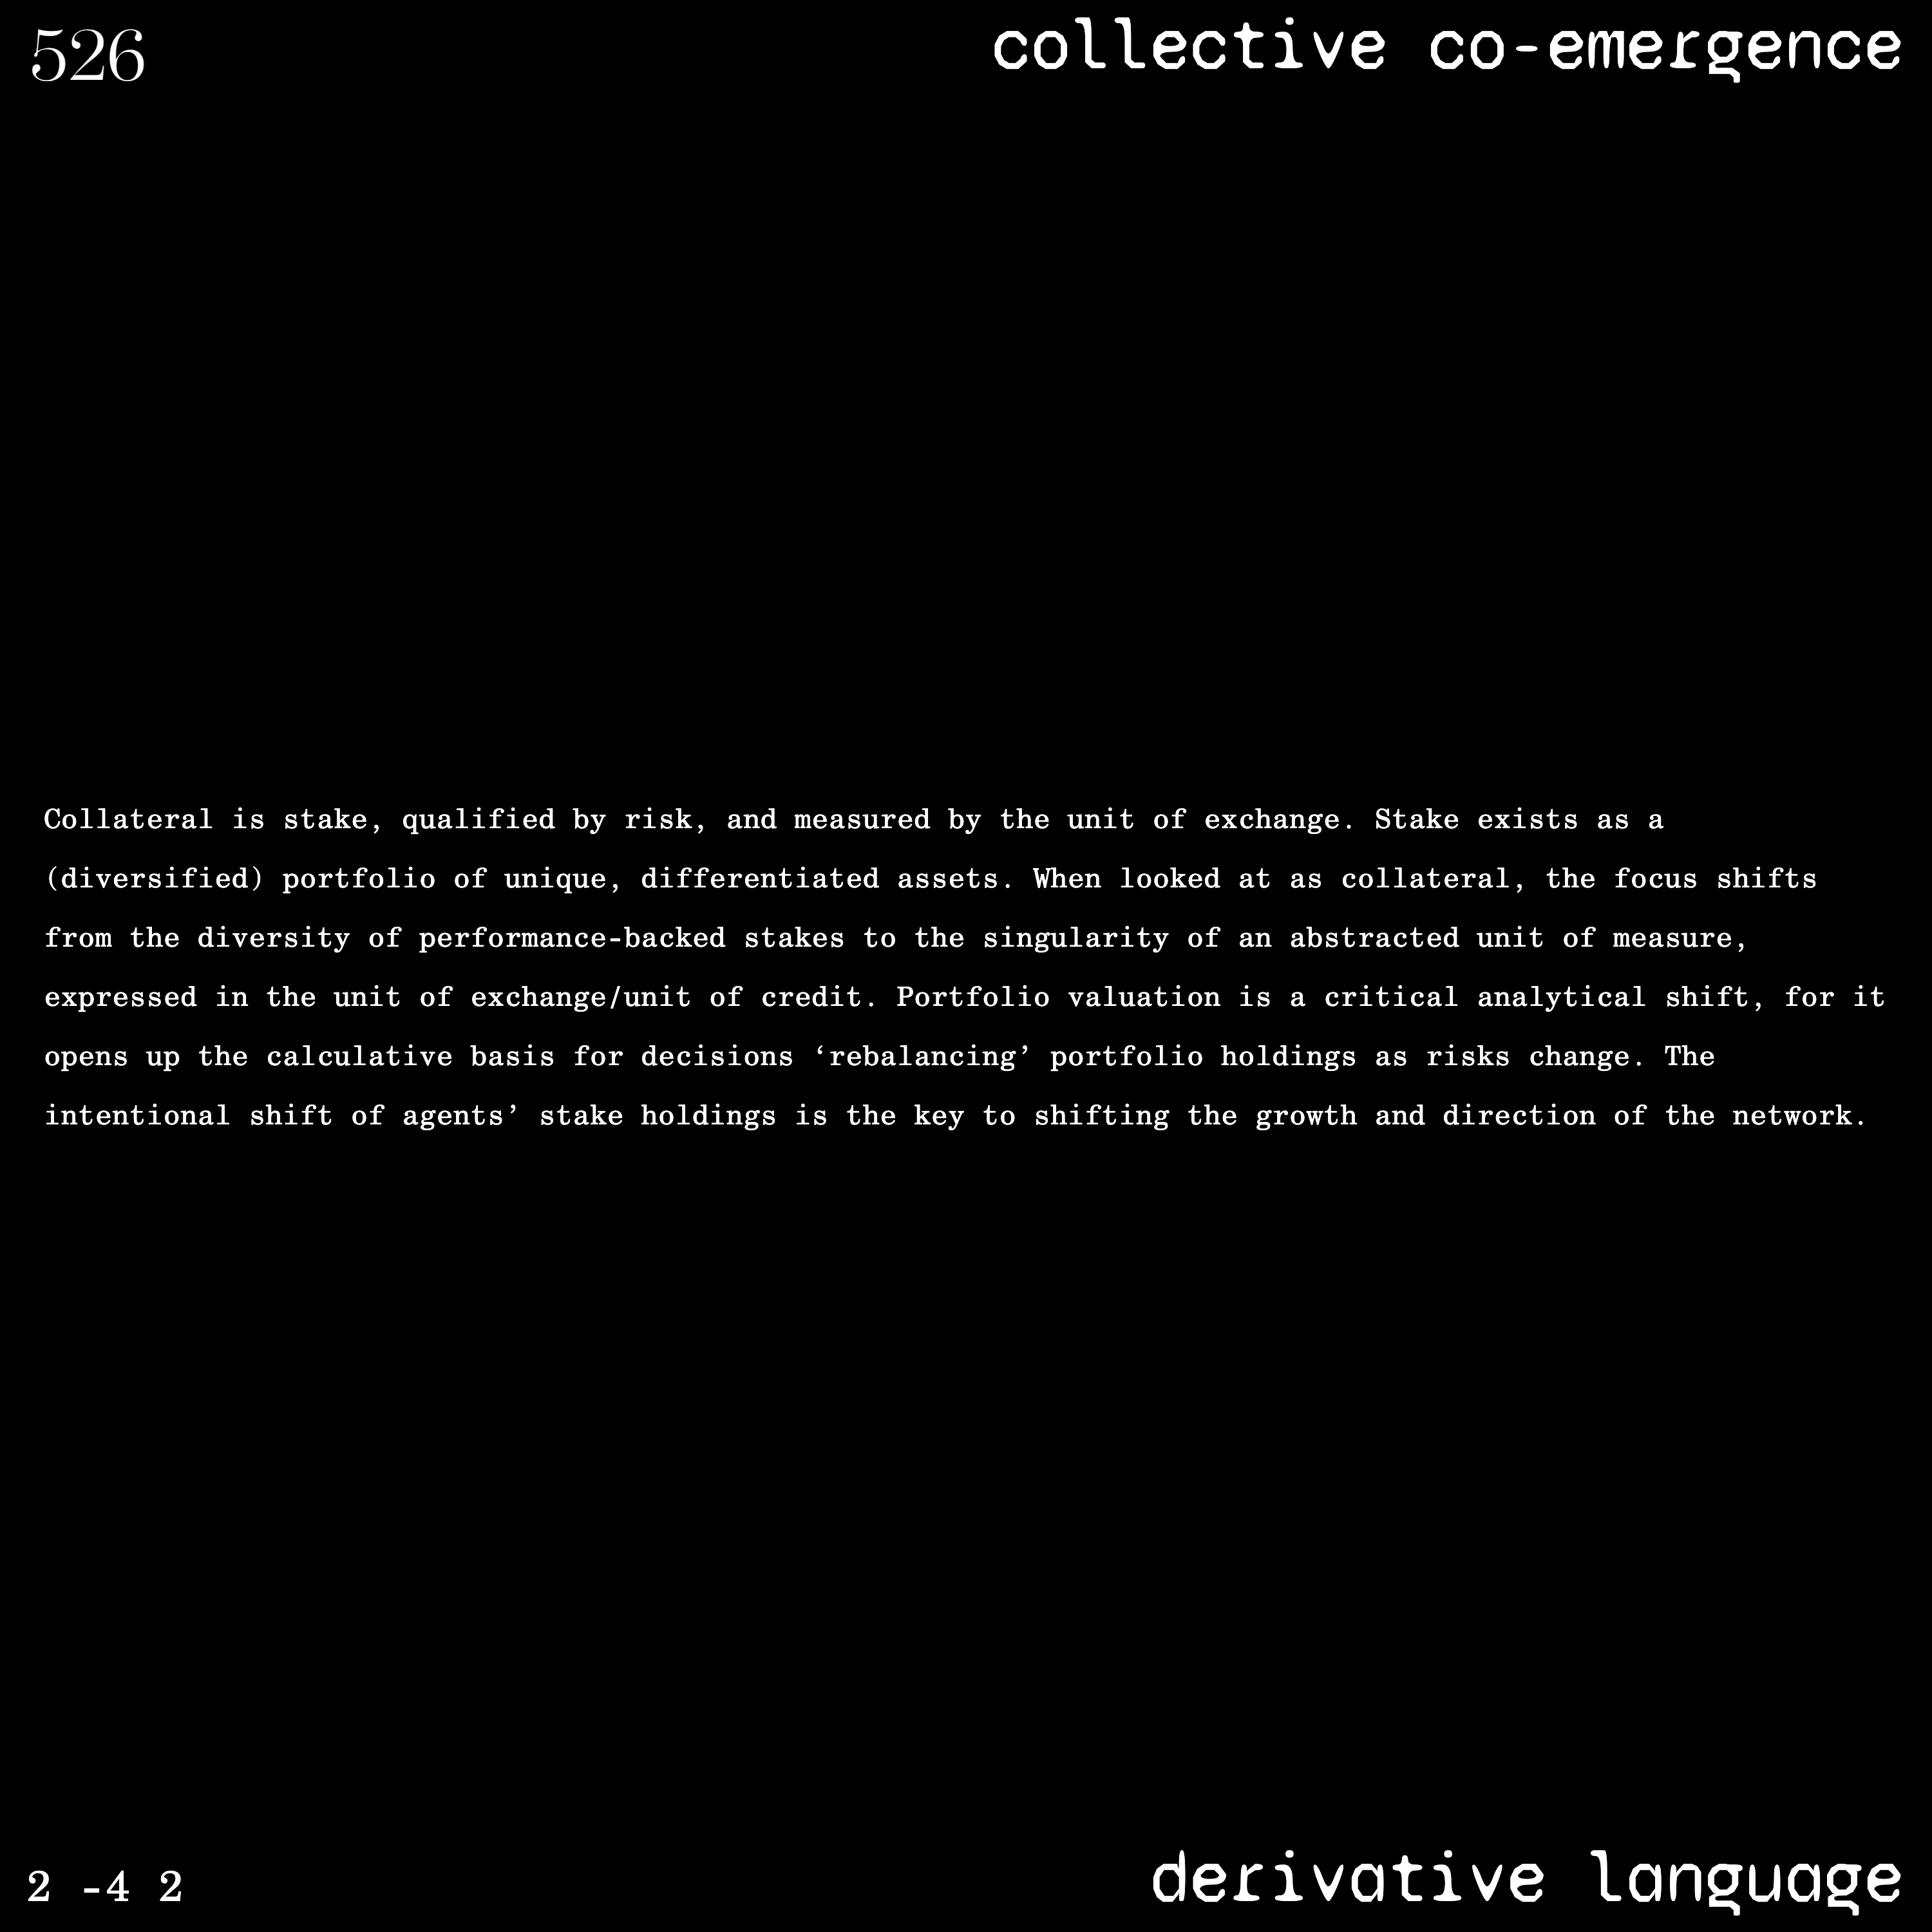 526
collective co-emergence
Collateral is stake, qualified by risk, and measured by the unit of exchange. Stake exists as a
(diversified) portfolio of unique, differentiated assets. When looked at as collateral, the focus shifts
from the diversity of performance-backed stakes to the singularity of an abstracted unit of measure,
expressed in the unit of exchange/unit of credit. Portfolio valuation is a critical analytical shift, for it
opens up the calculative basis for decisions ‘rebalancing’ portfolio holdings as risks change. The
intentional shift of agents’ stake holdings is the key to shifting the growth and direction of the network.
2 -4 2
derivative language